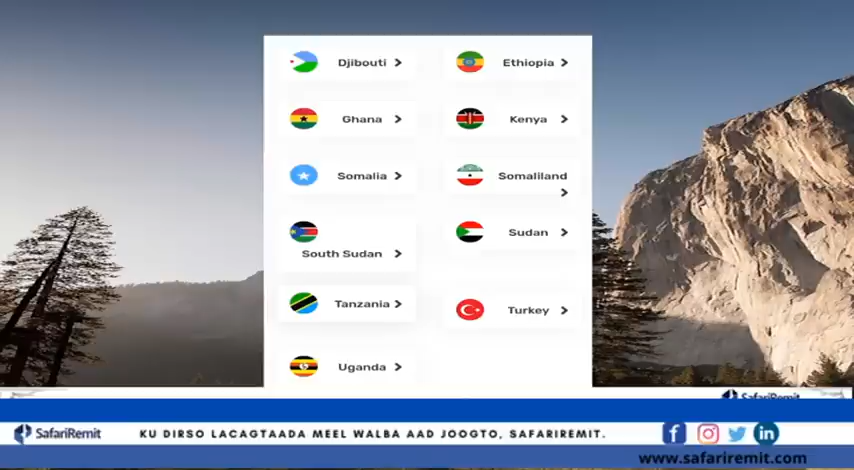 Djibouti
Ethiopia
Ghana
Kenya
Somalia
Somaliland
South Sudan
Sudan
Tanzania
Turkey
Uganda
SafariRemit
SafariRemit
KU DIRSO LACAGTAADA MEEL WALBA AAD JOOGTO, SAFARIREMIT.
www.safariremit.com